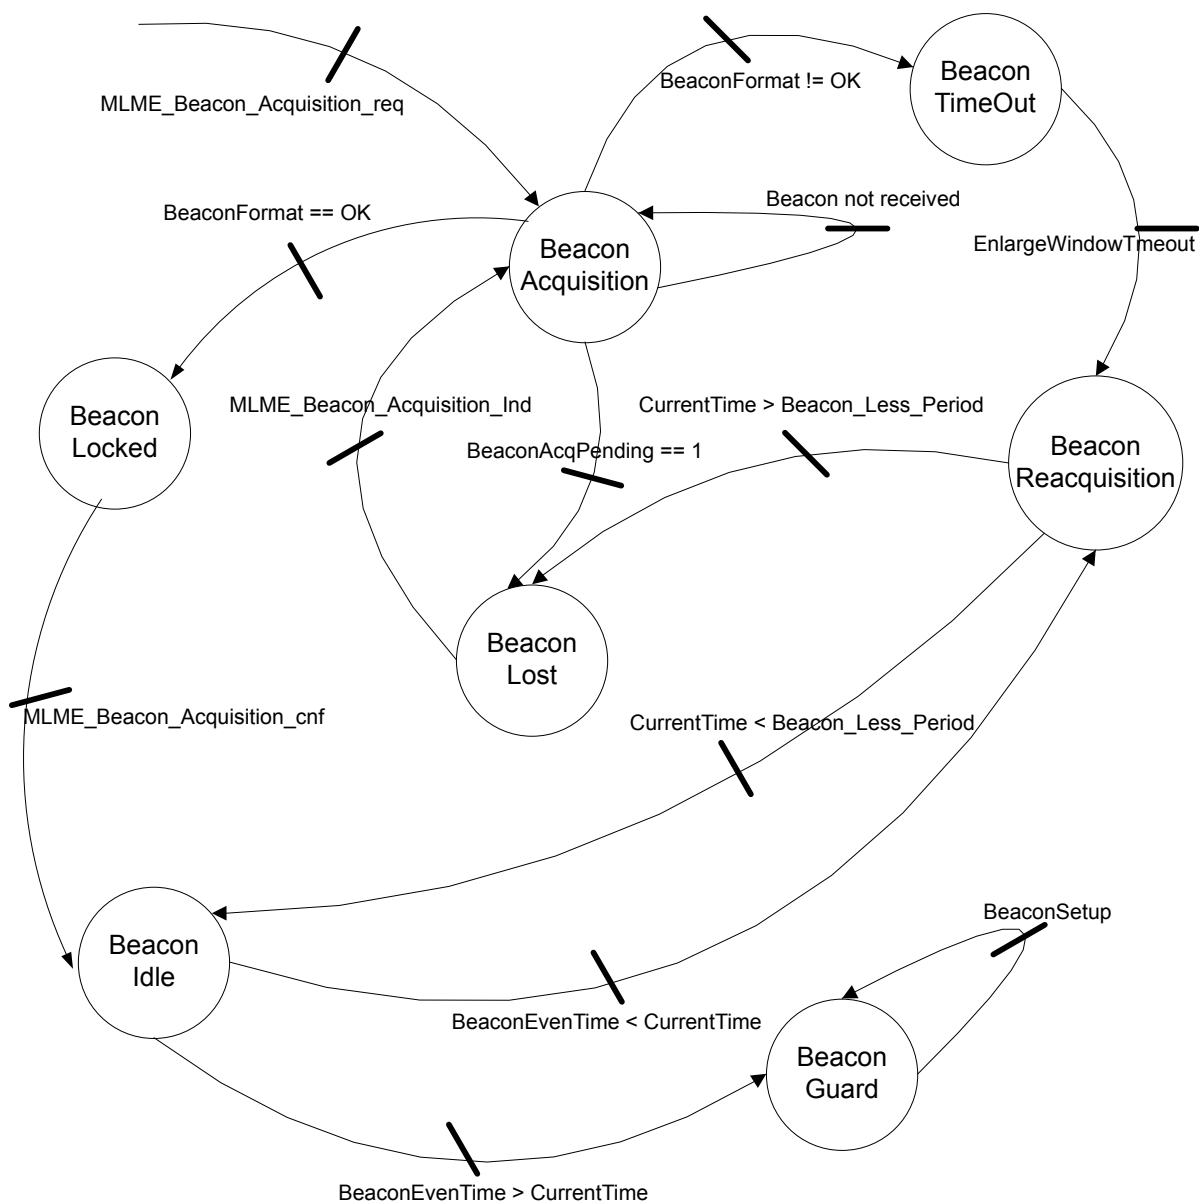 Beacon
TimeOut
BeaconFormat != OK
MLME_Beacon_Acquisition_req
Beacon not received
BeaconFormat == OK
EnlargeWindowTmeout
Beacon
Acquisition
MLME_Beacon_Acquisition_Ind
CurrentTime > Beacon_Less_Period
Beacon
Locked
BeaconAcqPending == 1
Beacon
Reacquisition
Beacon
Lost
MLME_Beacon_Acquisition_cnf
CurrentTime < Beacon_Less_Period
Beacon
Idle
BeaconSetup
BeaconEvenTime < CurrentTime
Beacon
Guard
BeaconEvenTime > CurrentTime